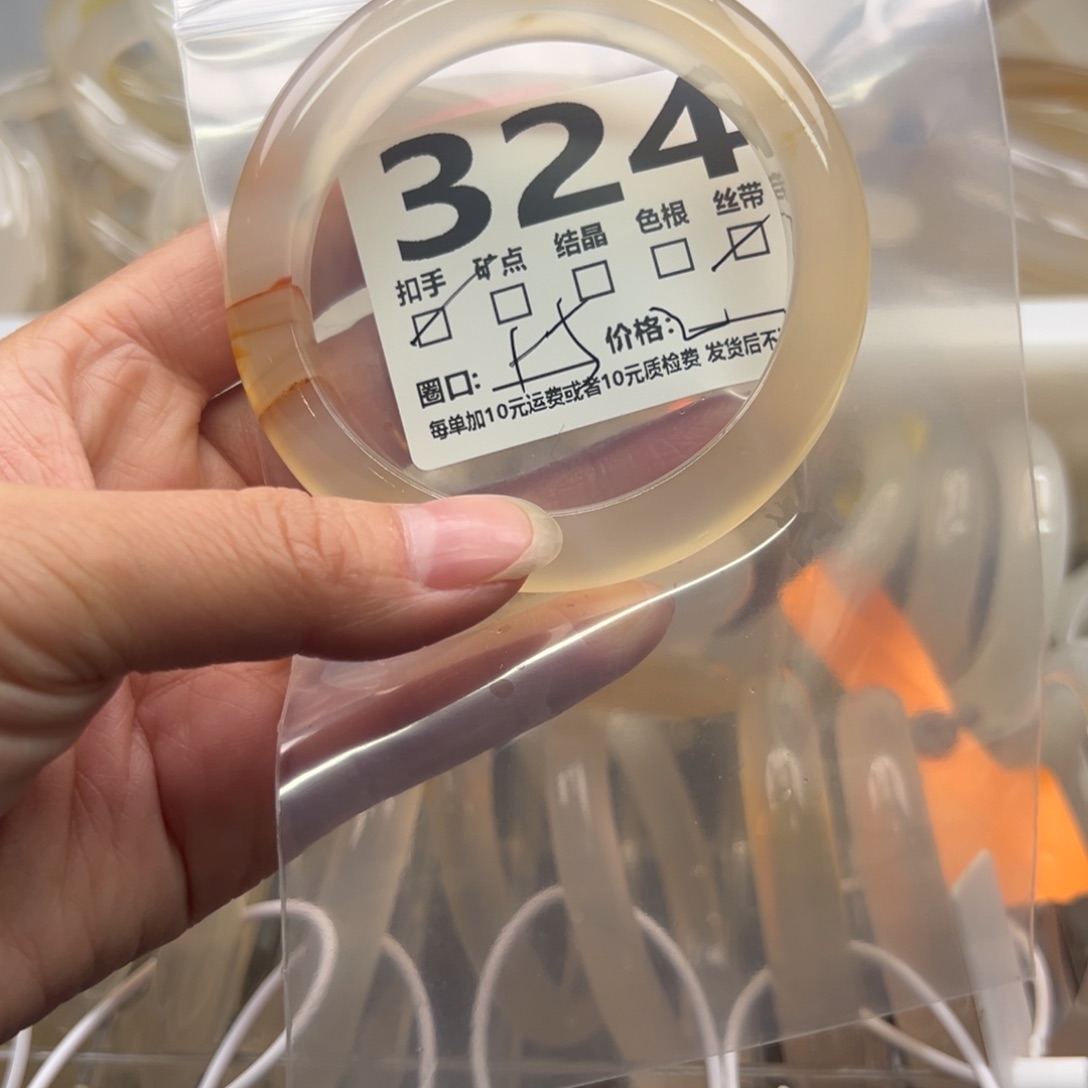 324
扣手 矿点 结晶 色根 丝带
圈口: 价格:
每单加10元运费或者10元质检费 发货后不